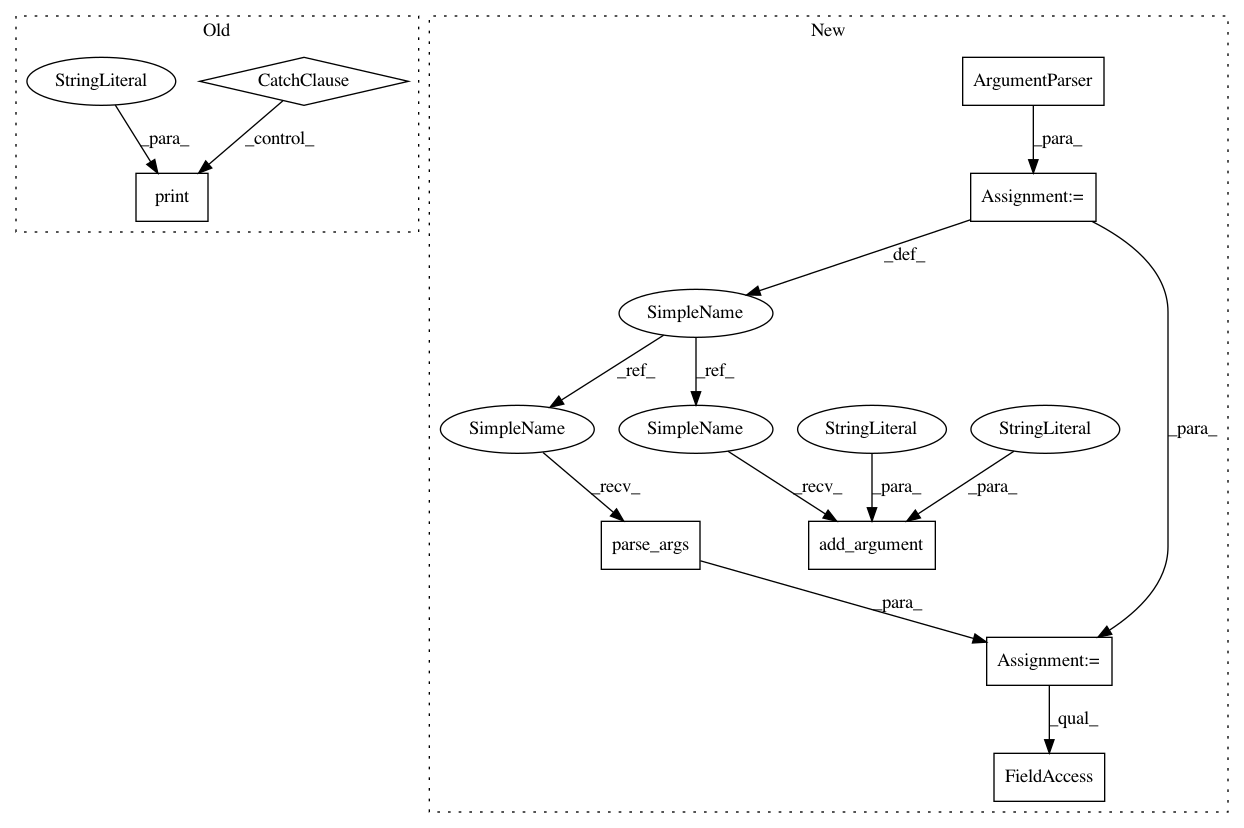 Old
New
StringLiteral
CatchClause
ArgumentParser
_para_
_control_
_para_
print
Assignment:=
_def_
SimpleName
_ref_
_ref_
SimpleName
SimpleName
StringLiteral
StringLiteral
_para_
_recv_
_recv_
_para_
_para_
parse_args
add_argument
_para_
Assignment:=
_qual_
FieldAccess